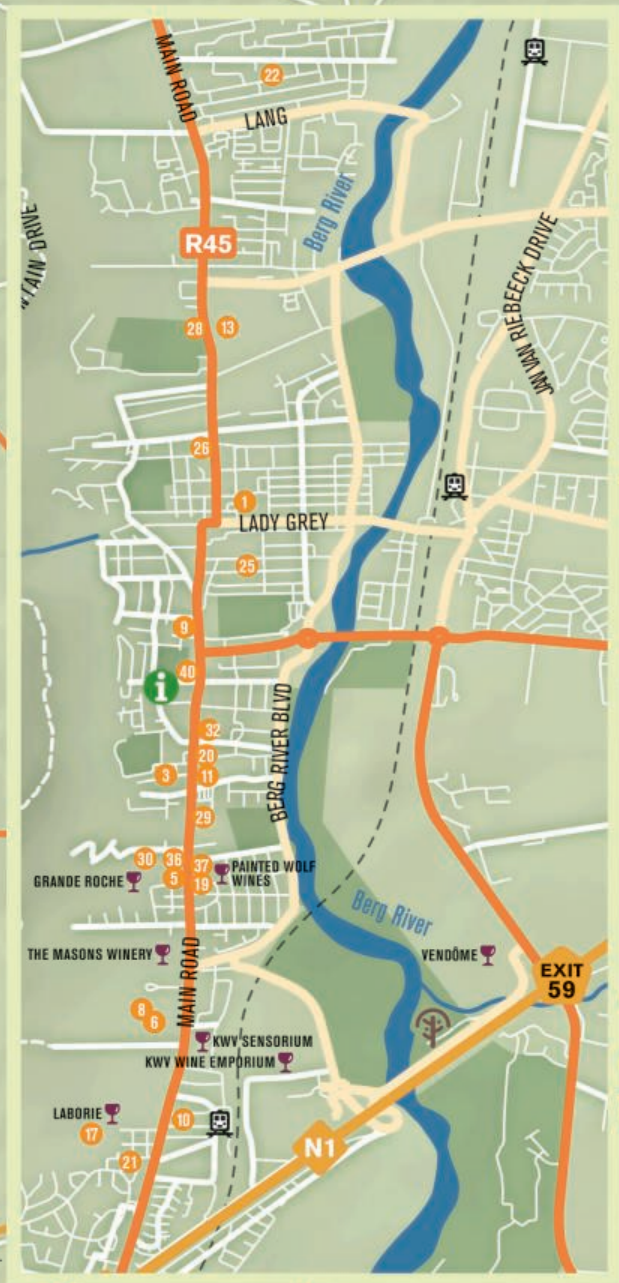 MAIN ROAD
22
LANG
Berg River
NTAIN DRIVE
R45
JAN VAN RIEBEECK DRIVE
28
13
26
1
LADY GREY
25
9
40
i
32
20
3
11
BERG RIVER BLVD
29
30
36
37
PAINTED WOLF
WINES
GRANDE ROCHE
5
19
Berg River
THE MASONS WINERY
MAIN ROAD
VENDÔME
EXIT
59
8
6
KWV SENSORIUM
KWV WINE EMPORIUM
LABORIE
10
17
N1
21